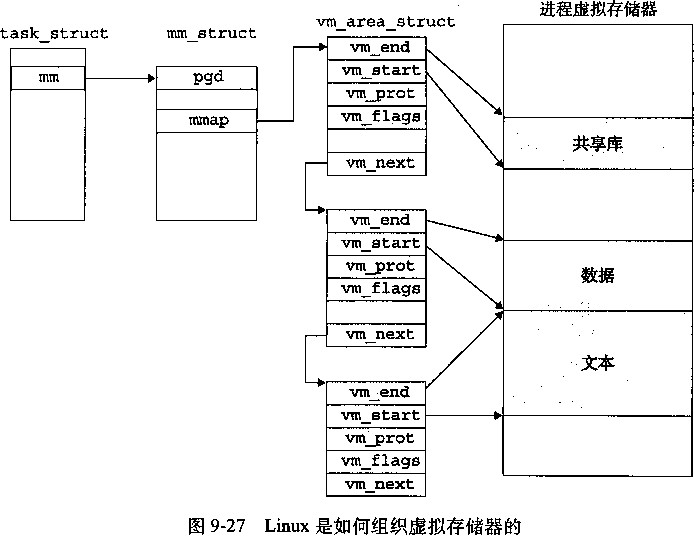 task_struct
mm
mm_struct
pgd
mmap
vm_area_struct
vm_end
vm_start
vm_prot
vm_flags
vm_next
vm_end
vm_start
vm_prot
vm_flags
vm_next
vm_end
vm_start
vm_prot
vm_flags
vm_next
进程虚拟存储器
共享库
数据
文本
图 9-27 Linux 是如何组织虚拟存储器的